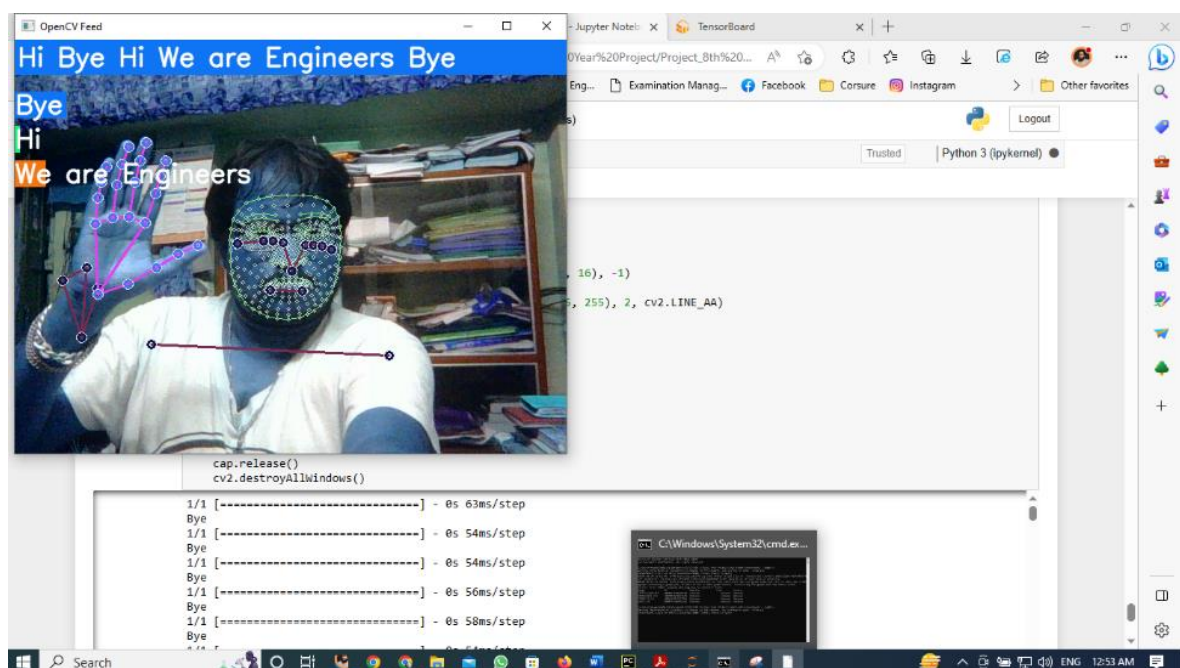 OpenCV Feed
- Jupyter Noteb
TensorBoard
Hi Bye Hi We are Engineers Bye
0Year%20Project/Project_8th%20...
Eng...
Examination Manag...
Facebook
Corsure
Instagram
Other favorites
Bye
Hi
We are Engineers
s)
Logout
Trusted
Python 3 (ipykernel)
, 16), -1)
5, 255), 2, cv2.LINE_AA)
cap.release()
cv2.destroyAllWindows()
1/1 [==============================] - 0s 63ms/step
Bye
1/1 [==============================] - 0s 54ms/step
Bye
1/1 [==============================] - 0s 54ms/step
Bye
1/1 [==============================] - 0s 56ms/step
Bye
1/1 [==============================] - 0s 58ms/step
Bye
C:\Windows\System32\cmd.ex...
Search
ENG
12:53 AM